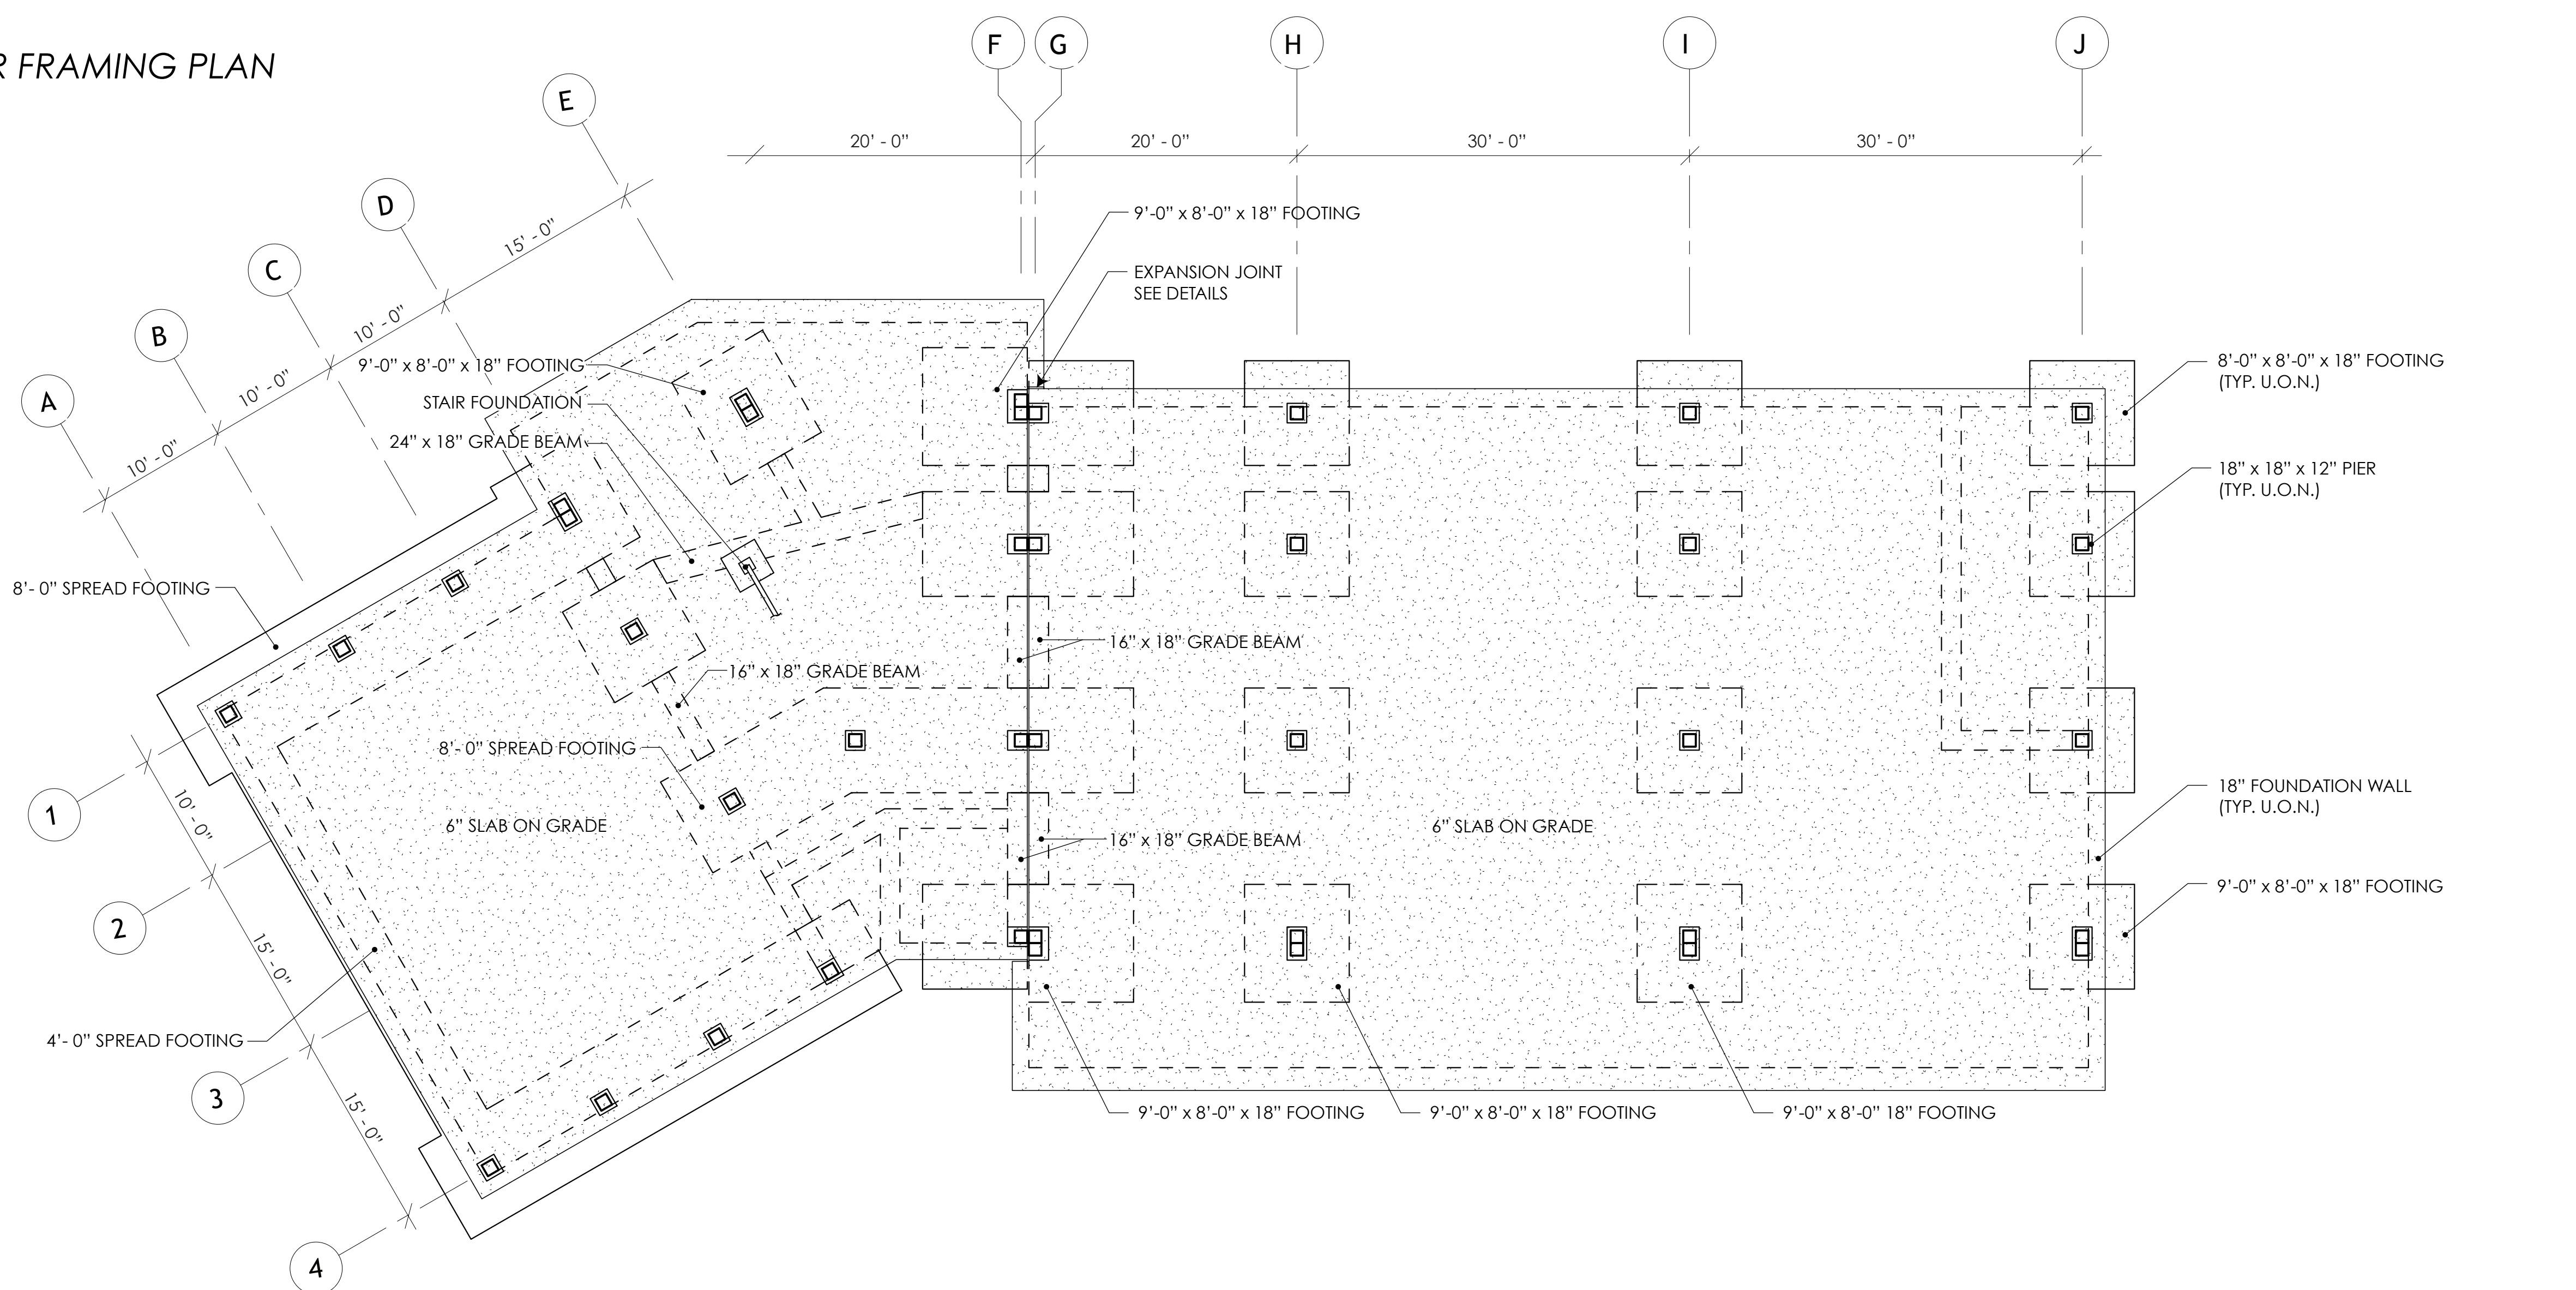 R FRAMING PLAN
F
G
H
I
J
E
D
C
B
A
20' - 0"
20' - 0"
30' - 0"
30' - 0"
15' - 0"
10' - 0"
10' - 0"
10' - 0"
9'-0" x 8'-0" x 18" FOOTING
EXPANSION JOINT
SEE DETAILS
9'-0" x 8'-0" x 18" FOOTING
STAIR FOUNDATION
24" x 18" GRADE BEAM
8'-0" x 8'-0" x 18" FOOTING
(TYP. U.O.N.)
18" x 18" x 12" PIER
(TYP. U.O.N.)
8'- 0" SPREAD FOOTING
16" x 18" GRADE BEAM
16" x 18" GRADE BEAM
8'- 0" SPREAD FOOTING
6" SLAB ON GRADE
16" x 18" GRADE BEAM
6" SLAB ON GRADE
18" FOUNDATION WALL
(TYP. U.O.N.)
9'-0" x 8'-0" x 18" FOOTING
1
10' - 0"
2
15' - 0"
4'- 0" SPREAD FOOTING
3
15' - 0"
4
9'-0" x 8'-0" x 18" FOOTING
9'-0" x 8'-0" x 18" FOOTING
9'-0" x 8'-0" 18" FOOTING